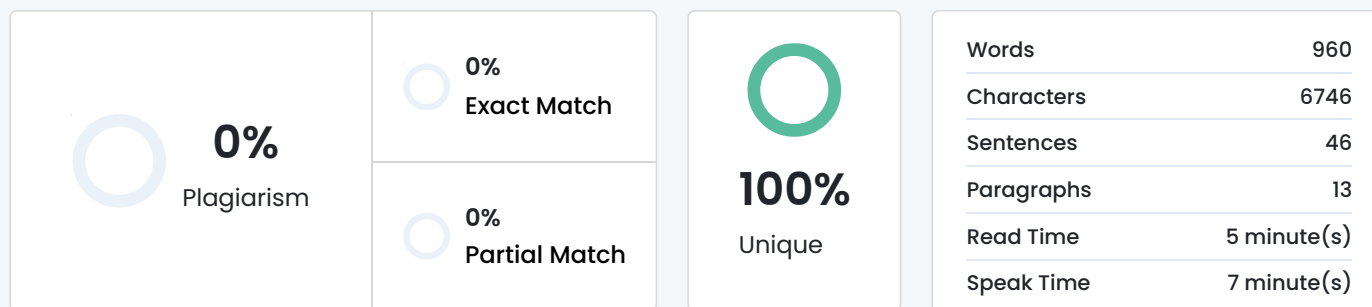 0%
Plagiarism
0%
Exact Match
0%
Partial Match
100%
Unique
Words 960
Characters 6746
Sentences 46
Paragraphs 13
Read Time 5 minute(s)
Speak Time 7 minute(s)